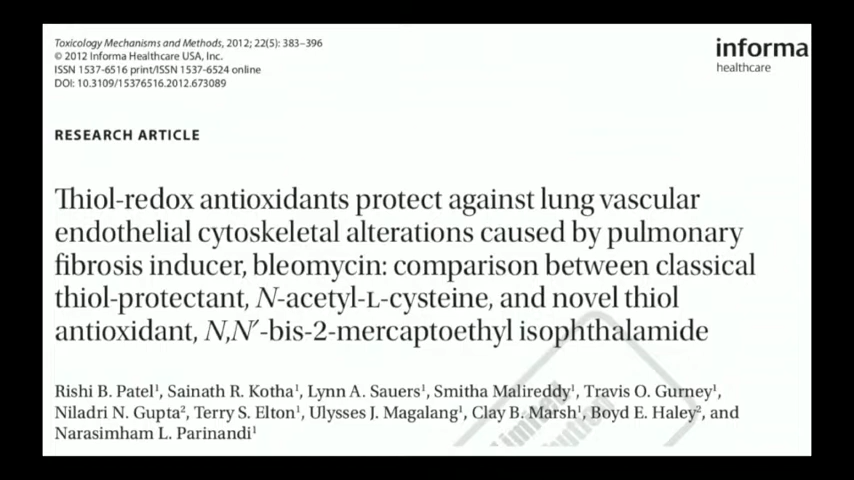 Toxicology Mechanisms and Methods, 2012; 22(5): 383–396
© 2012 Informa Healthcare USA, Inc.
ISSN 1537-6516 print/ISSN 1537-6524 online
DOI: 10.3109/15376516.2012.673089
informa
healthcare
RESEARCH ARTICLE
Thiol-redox antioxidants protect against lung vascular
endothelial cytoskeletal alterations caused by pulmonary
fibrosis inducer, bleomycin: comparison between classical
thiol-protectant, N-acetyl-L-cysteine, and novel thiol
antioxidant, N,N′-bis-2-mercaptoethyl isophthalamide
Rishi B. Patel¹, Sainath R. Kotha¹, Lynn A. Sauers¹, Smitha Malireddy¹, Travis O. Gurney¹,
Niladri N. Gupta², Terry S. Elton¹, Ulysses J. Magalang¹, Clay B. Marsh¹, Boyd E. Haley², and
Narasimham L. Parinandi¹